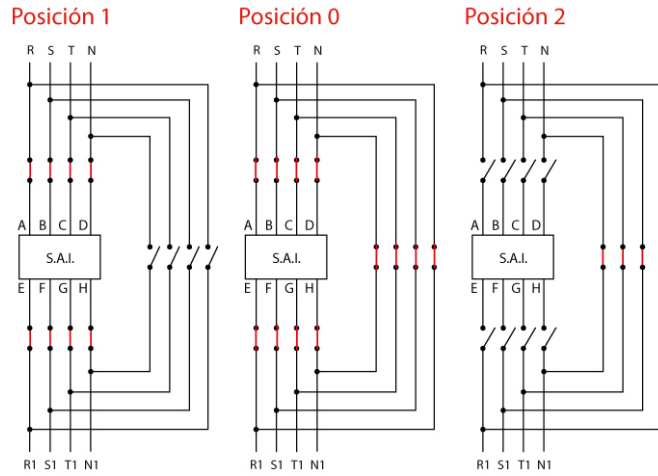 Posición 1
R S T N
A B C D
S.A.I.
E F G H
R1 S1 T1 N1
Posición 0
R S T N
A B C D
S.A.I.
E F G H
R1 S1 T1 N1
Posición 2
R S T N
A B C D
S.A.I.
E F G H
R1 S1 T1 N1